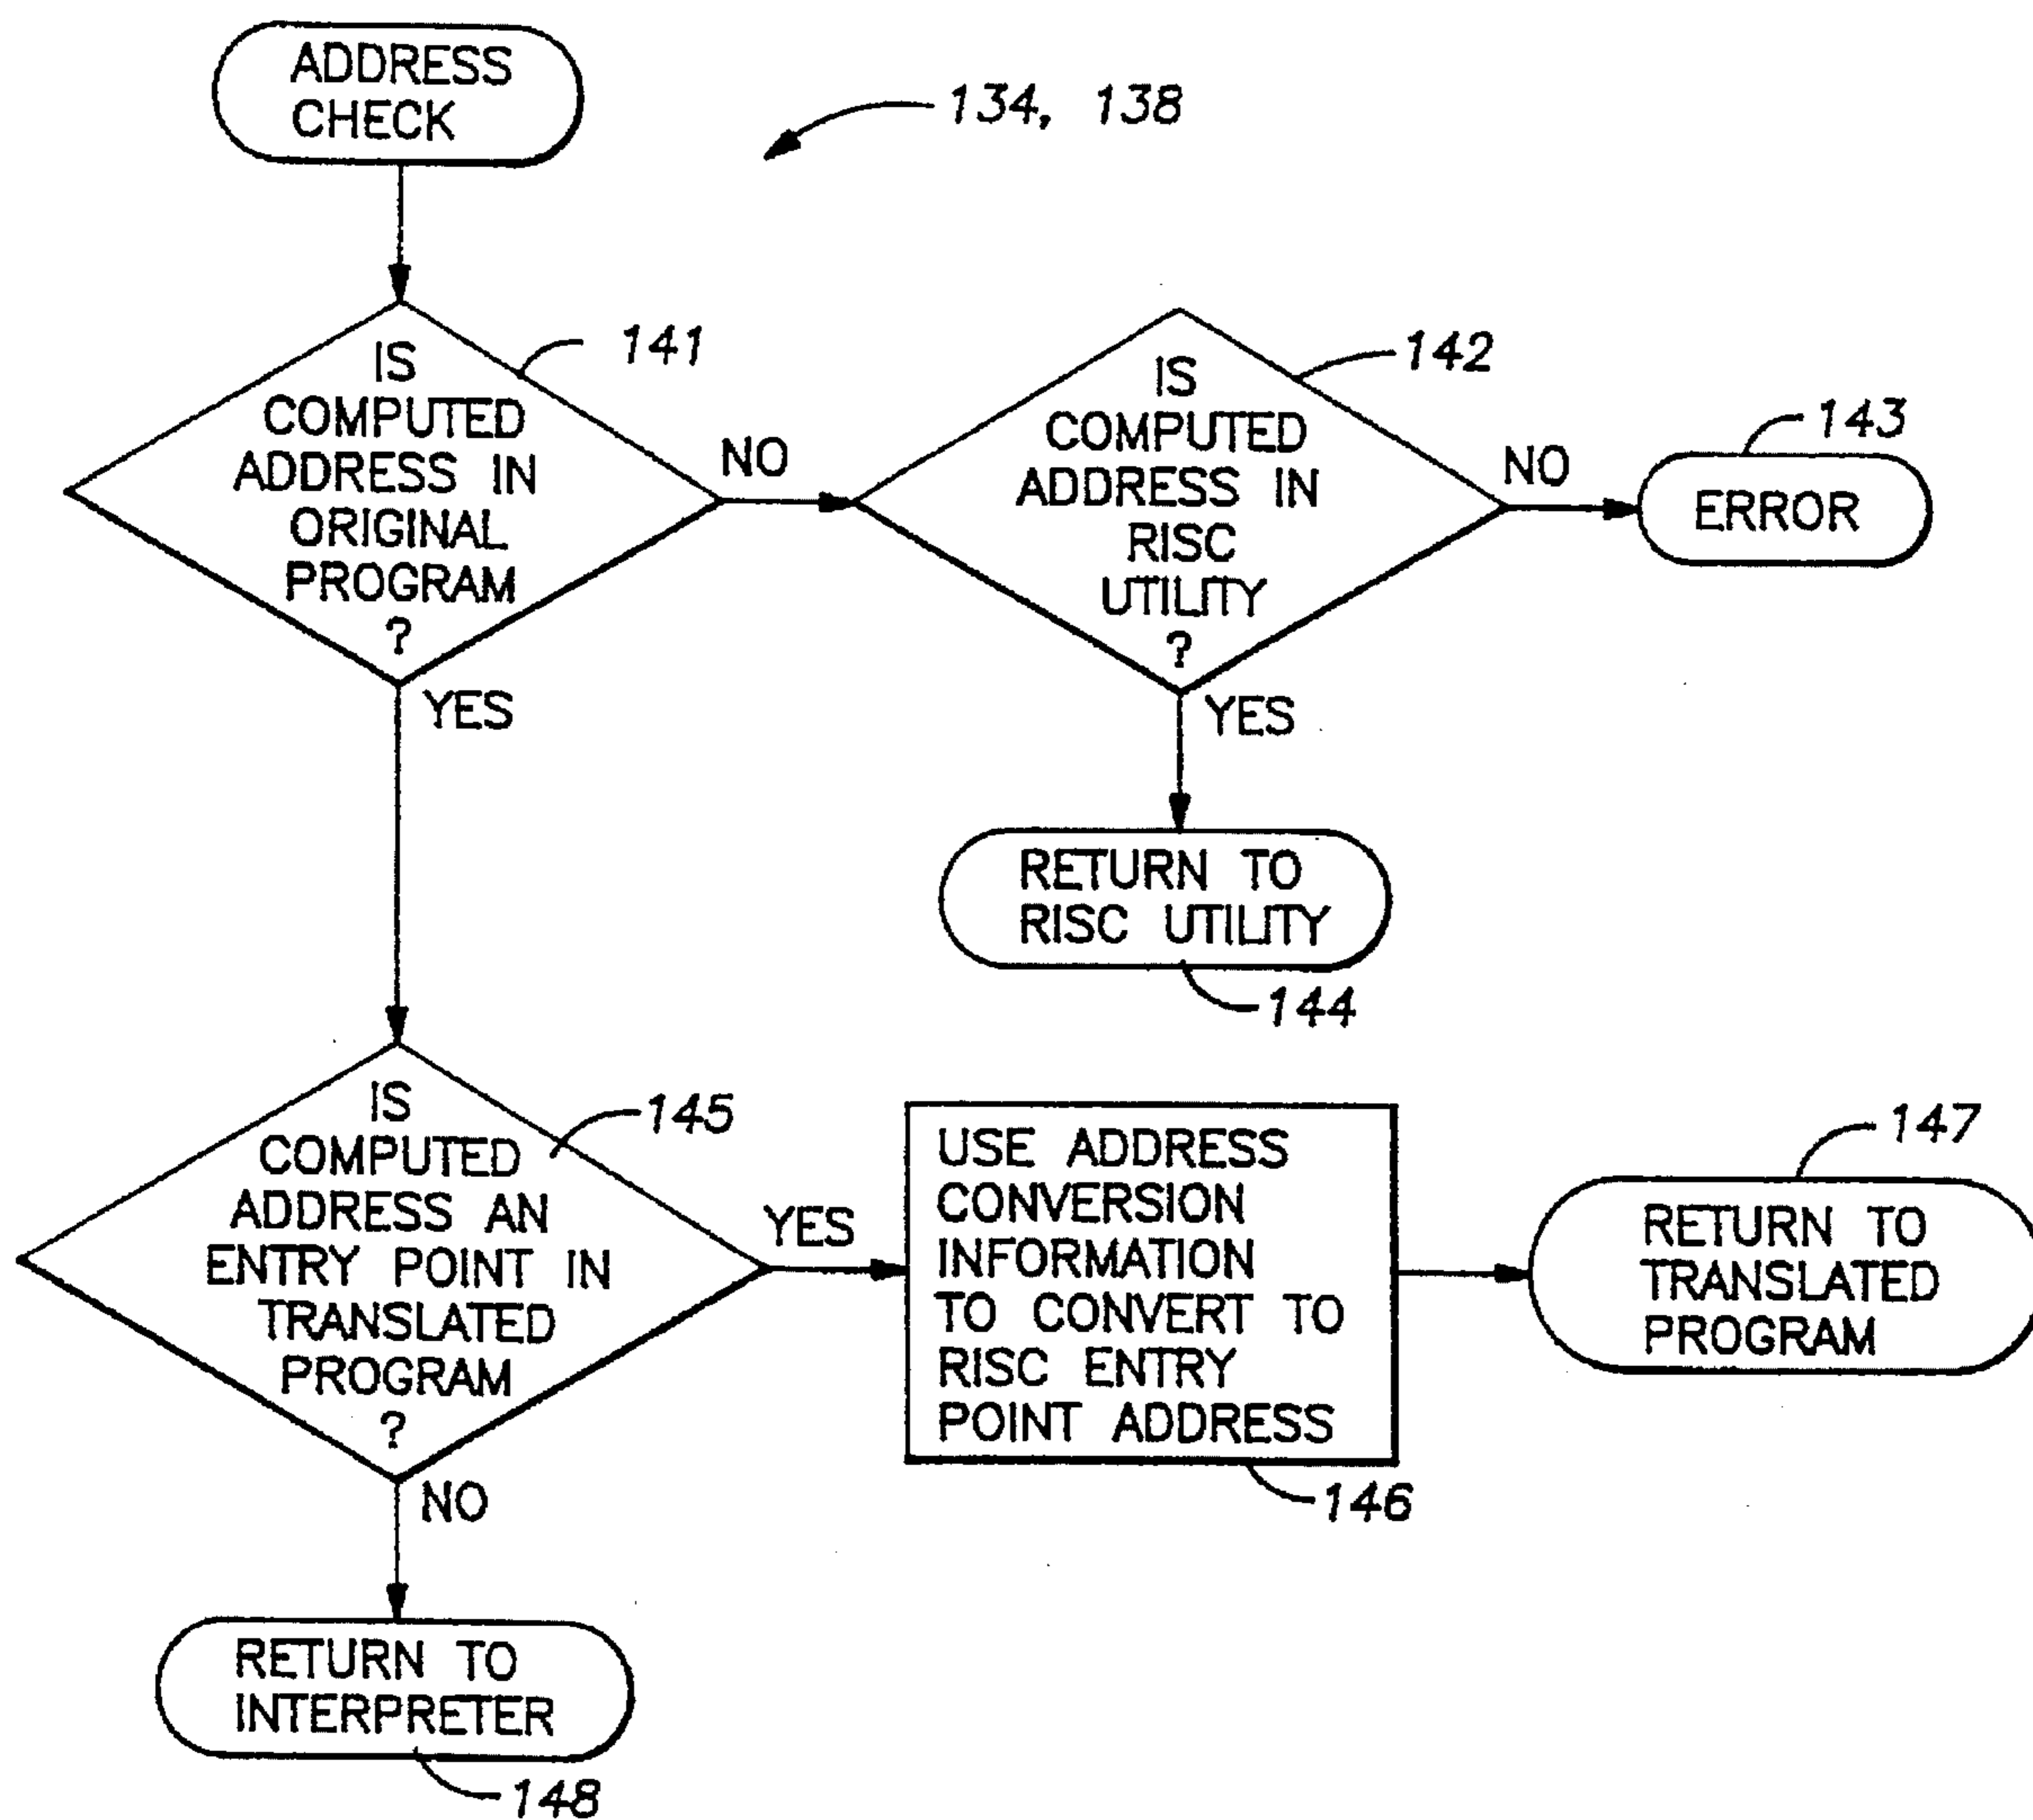 ADDRESS
CHECK
134, 138
IS
COMPUTED
ADDRESS IN
ORIGINAL
PROGRAM
?
141
NO
YES
IS
COMPUTED
ADDRESS IN
RISC
UTILITY
?
142
NO
YES
ERROR
143
RETURN TO
RISC UTILITY
144
IS
COMPUTED
ADDRESS AN
ENTRY POINT IN
TRANSLATED
PROGRAM
?
145
YES
NO
USE ADDRESS
CONVERSION
INFORMATION
TO CONVERT TO
RISC ENTRY
POINT ADDRESS
146
RETURN TO
TRANSLATED
PROGRAM
147
RETURN TO
INTERPRETER
148